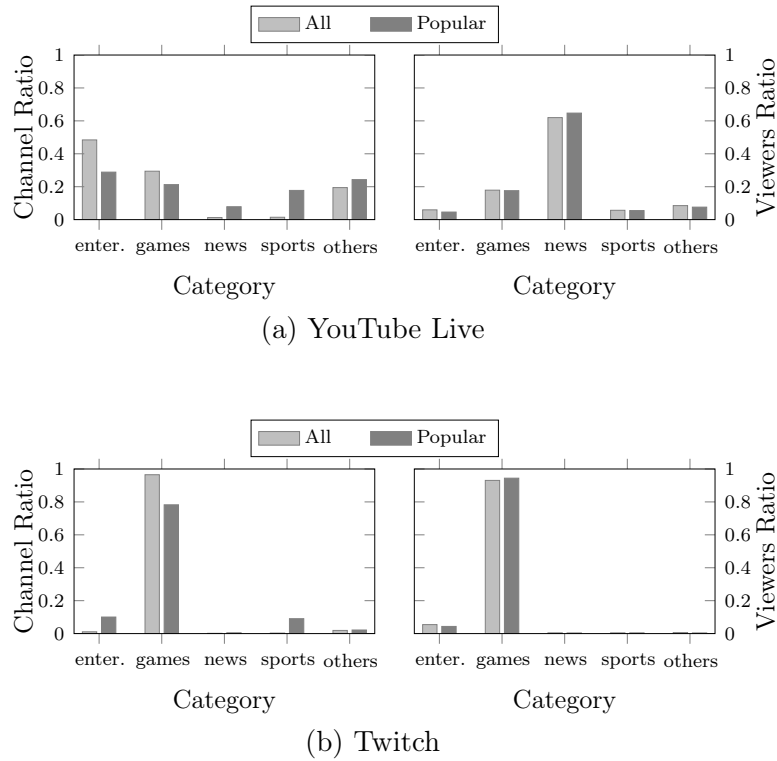 All Popular
1
0.8
0.6
0.4
0.2
0
Channel Ratio
enter. games news sports others
Category
1
0.8
0.6
0.4
0.2
0
Viewers Ratio
enter. games news sports others
Category
(a) YouTube Live
All Popular
1
0.8
0.6
0.4
0.2
0
Channel Ratio
enter. games news sports others
Category
1
0.8
0.6
0.4
0.2
0
Viewers Ratio
enter. games news sports others
Category
(b) Twitch